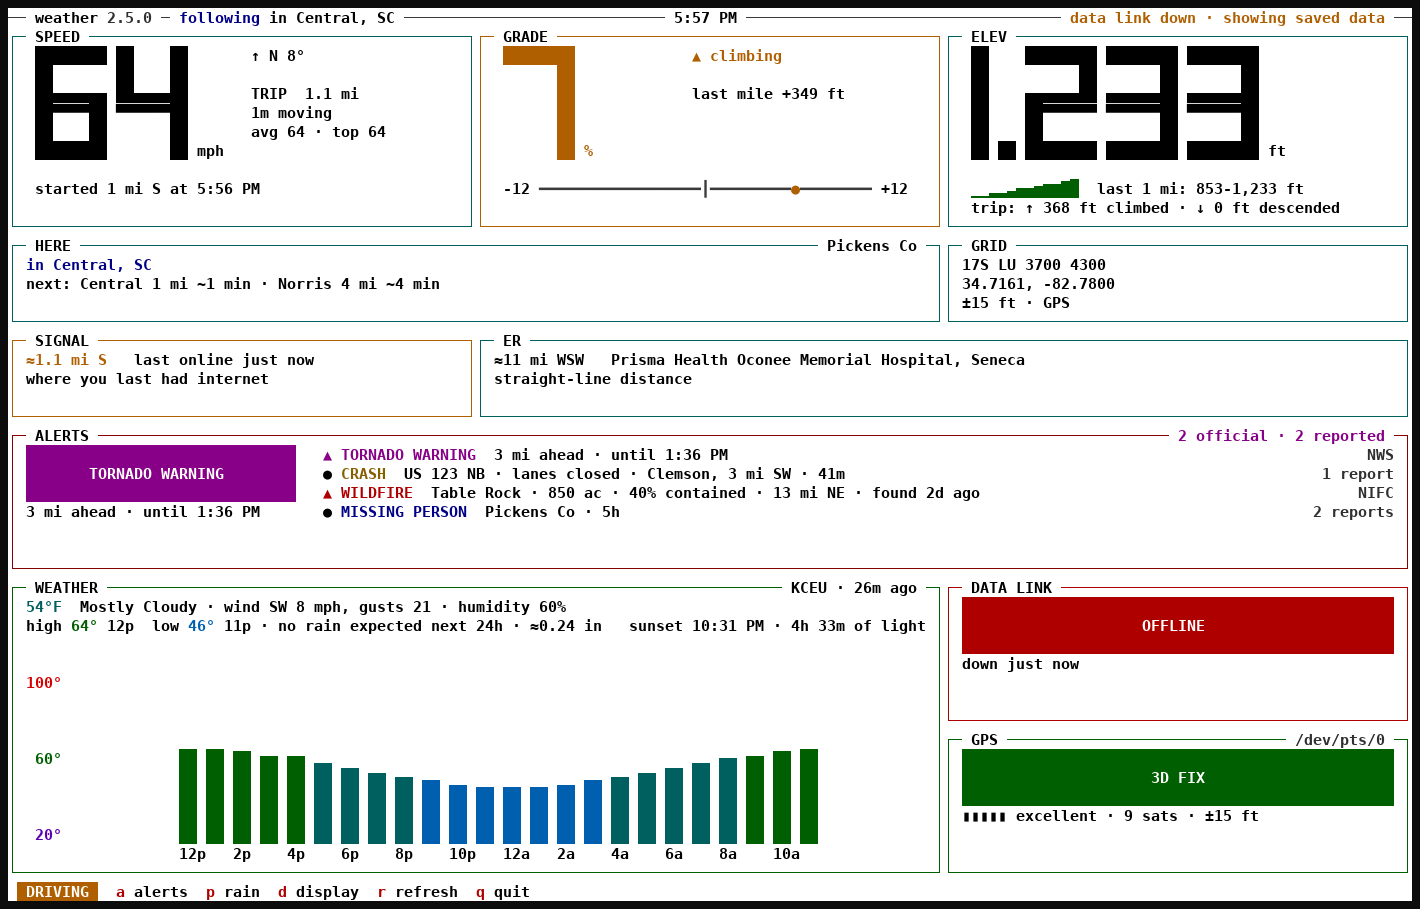 weather 2.5.0 following in Central, SC 5:57 PM data link down · showing saved data
SPEED
64 mph
↑ N 8°
TRIP 1.1 mi
1m moving
avg 64 · top 64
started 1 mi S at 5:56 PM
GRADE
7 %
▲ climbing
last mile +349 ft
-12 +12
ELEV
1.233 ft
last 1 mi: 853-1,233 ft
trip: ↑ 368 ft climbed · ↓ 0 ft descended
HERE Pickens Co
in Central, SC
next: Central 1 mi ~1 min · Norris 4 mi ~4 min
GRID
17S LU 3700 4300
34.7161, -82.7800
±15 ft · GPS
SIGNAL
≈1.1 mi S last online just now
where you last had internet
ER
≈11 mi WSW Prisma Health Oconee Memorial Hospital, Seneca
straight-line distance
ALERTS 2 official · 2 reported
TORNADO WARNING
3 mi ahead · until 1:36 PM
▲ TORNADO WARNING 3 mi ahead · until 1:36 PM NWS
● CRASH US 123 NB · lanes closed · Clemson, 3 mi SW · 41m 1 report
▲ WILDFIRE Table Rock · 850 ac · 40% contained · 13 mi NE · found 2d ago NIFC
● MISSING PERSON Pickens Co · 5h 2 reports
WEATHER KCEU · 26m ago
54°F Mostly Cloudy · wind SW 8 mph, gusts 21 · humidity 60%
high 64° 12p low 46° 11p · no rain expected next 24h · ≈0.24 in sunset 10:31 PM · 4h 33m of light
100°
60°
20°
12p 2p 4p 6p 8p 10p 12a 2a 4a 6a 8a 10a
DATA LINK
OFFLINE
down just now
GPS /dev/pts/0
3D FIX
▮▮▮▮▮ excellent · 9 sats · ±15 ft
DRIVING a alerts p rain d display r refresh q quit